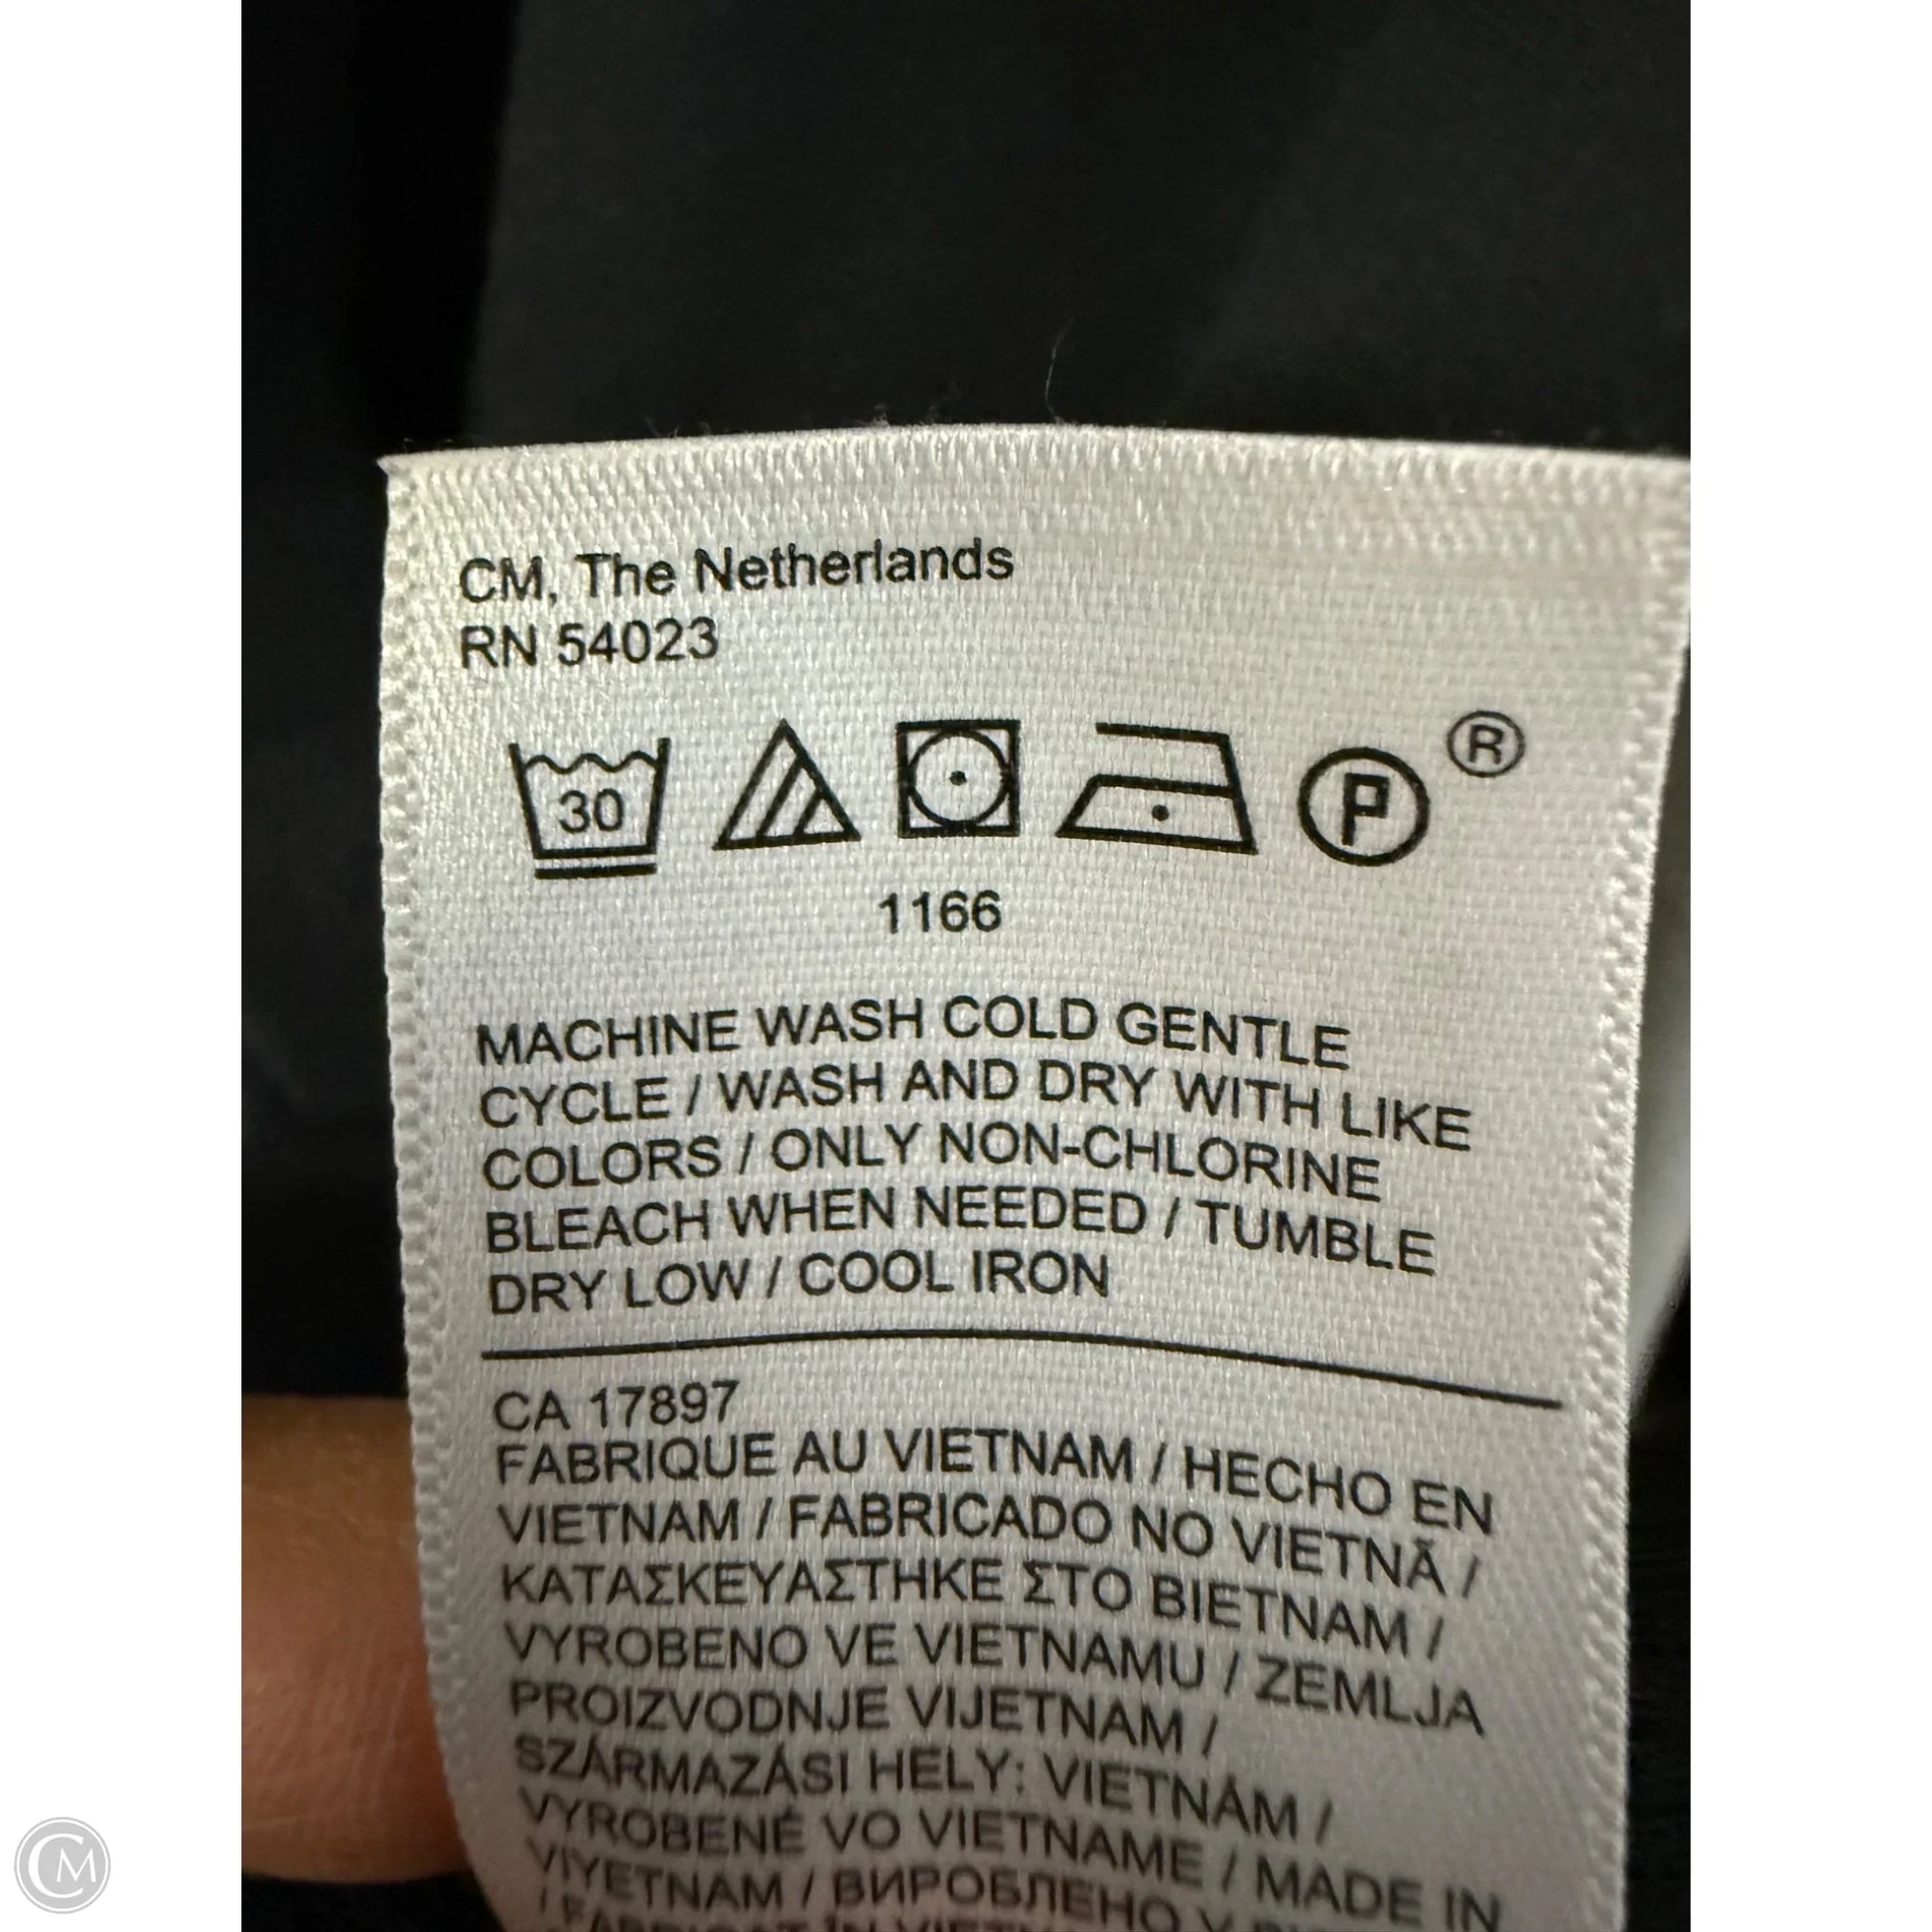 CM, The Netherlands
RN 54023
30
P
®
1166
MACHINE WASH COLD GENTLE
CYCLE / WASH AND DRY WITH LIKE
COLORS / ONLY NON-CHLORINE
BLEACH WHEN NEEDED / TUMBLE
DRY LOW / COOL IRON
CA 17897
FABRIQUE AU VIETNAM / HECHO EN
VIETNAM / FABRICADO NO VIETNÃ /
ΚΑΤΑΣΚΕΥΑΣΤΗΚΕ ΣΤΟ ΒΙΕΤΝΑΜ /
VYROBENO VE VIETNAMU / ZEMLJA
PROIZVODNJE VIJETNAM /
SZÁRMAZÁSI HELY: VIETNÁM /
VYROBENÉ VO VIETNAME / MADE IN
VIYETNAM / ВИРОБЛЕНО У
CM